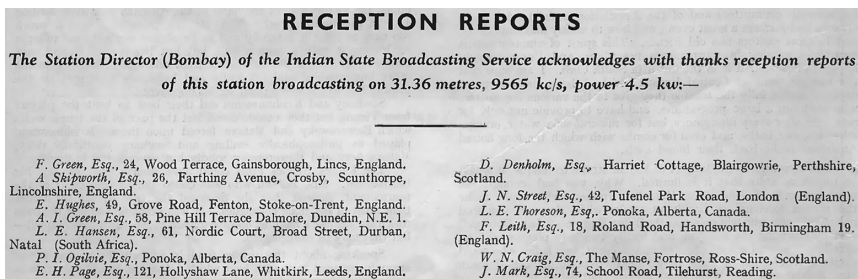 RECEPTION REPORTS
The Station Director (Bombay) of the Indian State Broadcasting Service acknowledges with thanks reception reports
of this station broadcasting on 31.36 metres, 9565 kc/s, power 4.5 kw:—
F. Green, Esq., 24, Wood Terrace, Gainsborough, Lincs, England.
A Skipworth, Esq., 26, Farthing Avenue, Crosby, Scunthorpe,
Lincolnshire, England.
E. Hughes, 49, Grove Road, Fenton, Stoke-on-Trent, England.
A. I. Green, Esq., 58, Pine Hill Terrace Dalmore, Dunedin, N.E. 1.
L. E. Hansen, Esq., 61, Nordic Court, Broad Street, Durban,
Natal (South Africa).
P. I. Ogilvie, Esq., Ponoka, Alberta, Canada.
E. H. Page, Esq., 121, Hollyshaw Lane, Whitkirk, Leeds, England.
D. Denholm, Esq., Harriet Cottage, Blairgowrie, Perthshire,
Scotland.
J. N. Street, Esq., 42, Tufenel Park Road, London (England).
L. E. Thoreson, Esq,. Ponoka, Alberta, Canada.
F. Leith, Esq., 18, Roland Road, Handsworth, Birmingham 19.
(England).
W. N. Craig, Esq., The Manse, Fortrose, Ross-Shire, Scotland.
J. Mark, Esq., 74, School Road, Tilehurst, Reading.